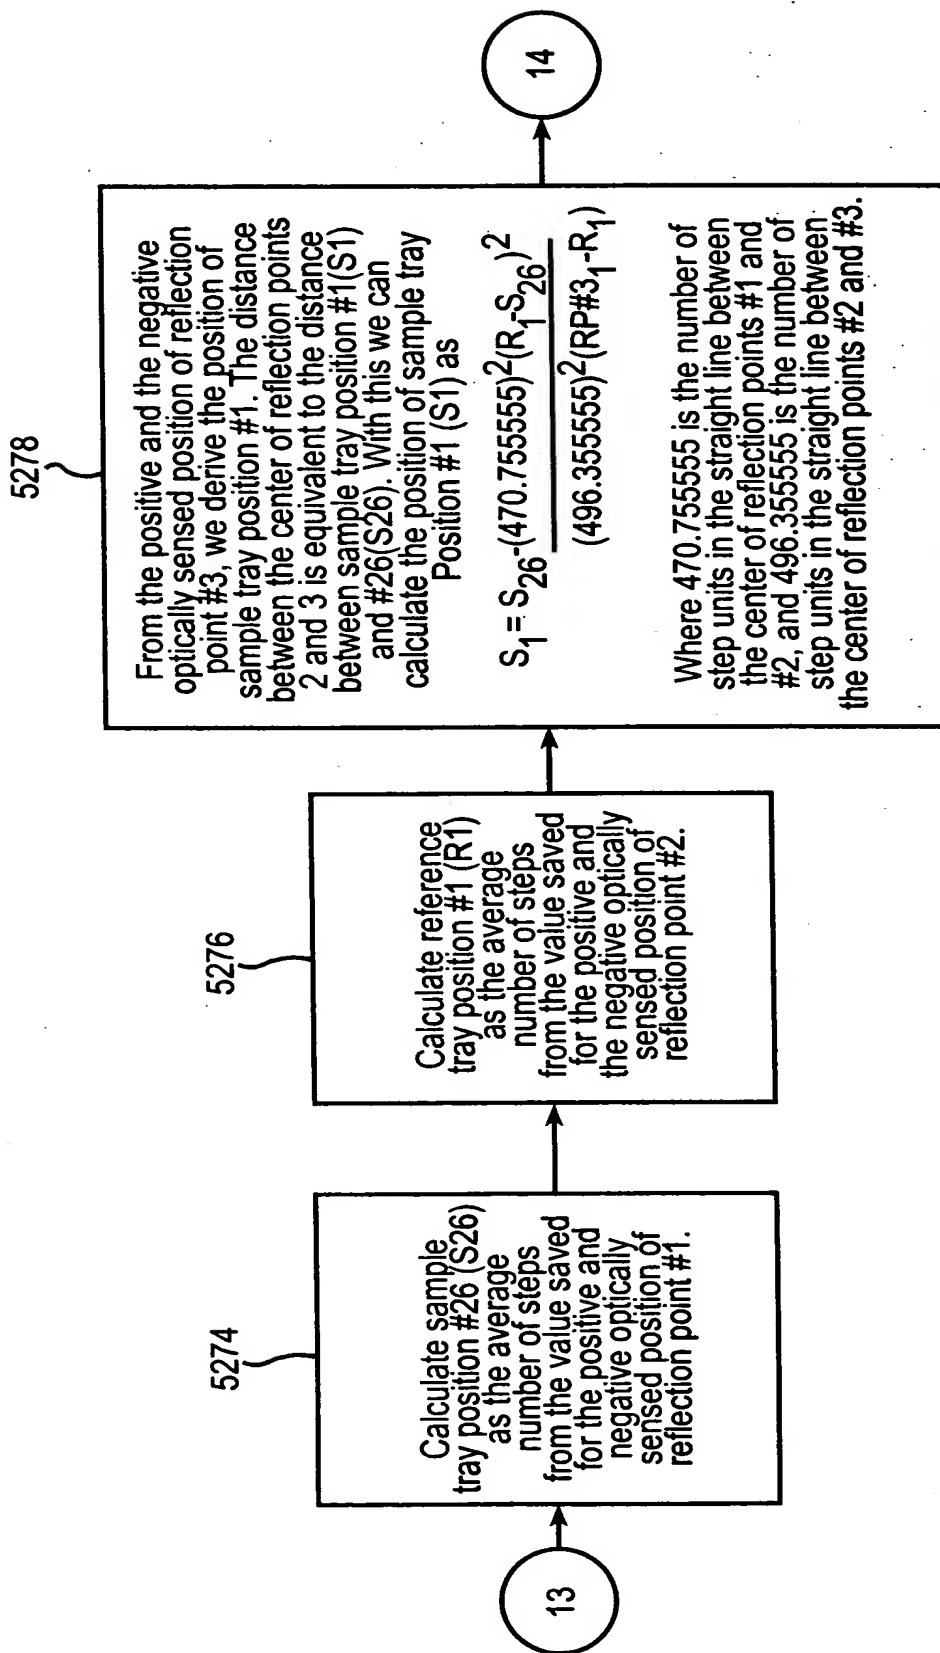 13
5274
Calculate sample
tray position #26 (S26)
as the average
number of steps
from the value saved
for the positive and
negative optically
sensed position of
reflection point #1.
5276
Calculate reference
tray position #1 (R1)
as the average
number of steps
from the value saved
for the positive and
the negative optically
sensed position of
reflection point #2.
5278
From the positive and the negative
optically sensed position of reflection
point #3, we derive the position of
sample tray position #1. The distance
between the center of reflection points
2 and 3 is equivalent to the distance
between sample tray position #1(S1)
and #26(S26). With this we can
calculate the position of sample tray
Position #1 (S1) as
S₁ = S₂₆-(470.755555)²(R₁-S₂₆)²
(496.355555)²(RP#3₁-R₁)
Where 470.755555 is the number of
step units in the straight line between
the center of reflection points #1 and
#2, and 496.355555 is the number of
step units in the straight line between
the center of reflection points #2 and #3.
14